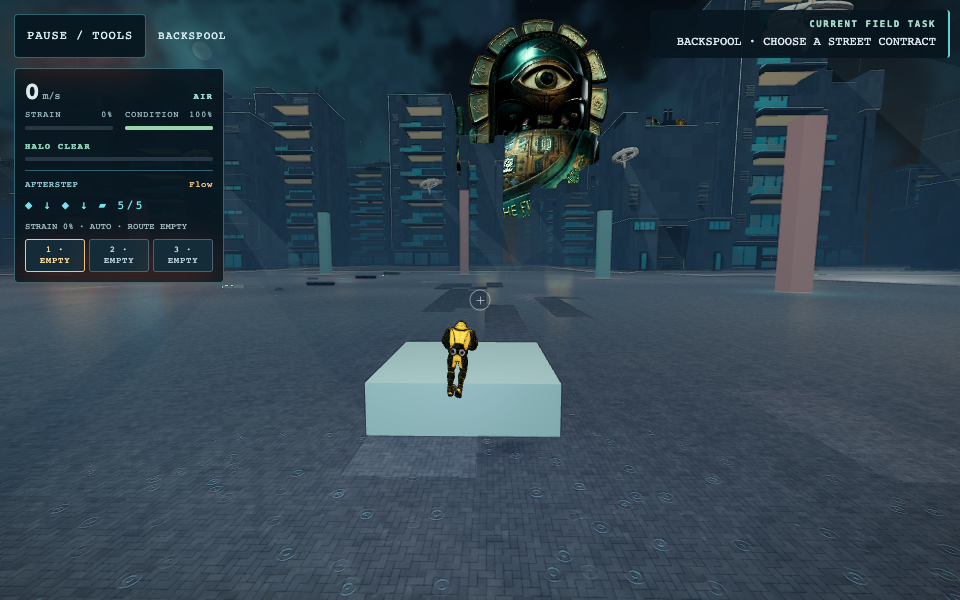 PAUSE / TOOLS
BACKSPOOL
CURRENT FIELD TASK
BACKSPOOL · CHOOSE A STREET CONTRACT
0 m/s
AIR
STRAIN 0%
CONDITION 100%
HALO CLEAR
AFTERSTEP
Flow
◆ ↓ ◆ ↓ ▰ 5/5
STRAIN 0% · AUTO · ROUTE EMPTY
1 · EMPTY
2 · EMPTY
3 · EMPTY